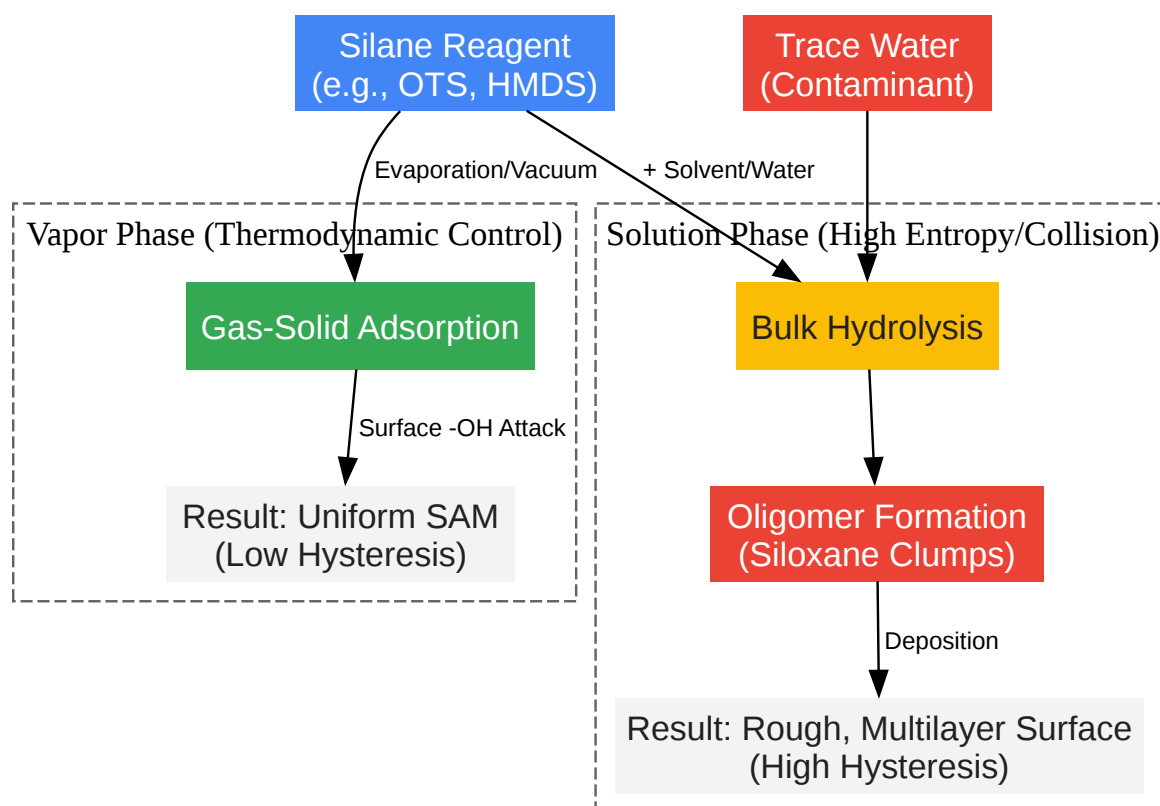 Silane Reagent
(e.g., OTS, HMDS)
Trace Water
(Contaminant)
Evaporation/Vacuum
+ Solvent/Water
Vapor Phase (Thermodynamic Control)
Solution Phase (High Entropy/Collision)
Gas-Solid Adsorption
Bulk Hydrolysis
Surface -OH Attack
Result: Uniform SAM
(Low Hysteresis)
Oligomer Formation
(Siloxane Clumps)
Deposition
Result: Rough, Multilayer Surface
(High Hysteresis)